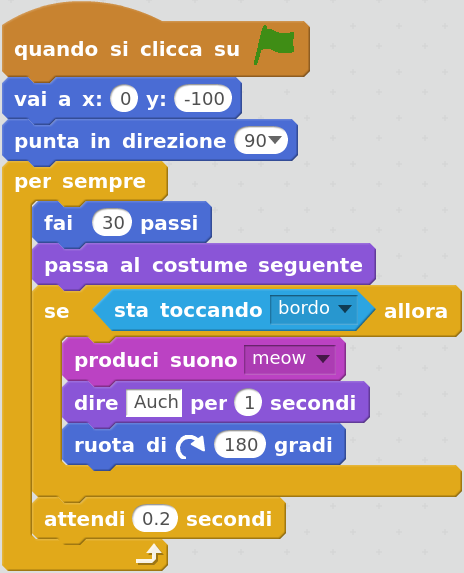 quando si clicca su
vai a x: 0 y: -100
punta in direzione 90
per sempre
fai 30 passi
passa al costume seguente
se sta toccando bordo allora
produci suono meow
dire Auch per 1 secondi
ruota di 180 gradi
attendi 0.2 secondi